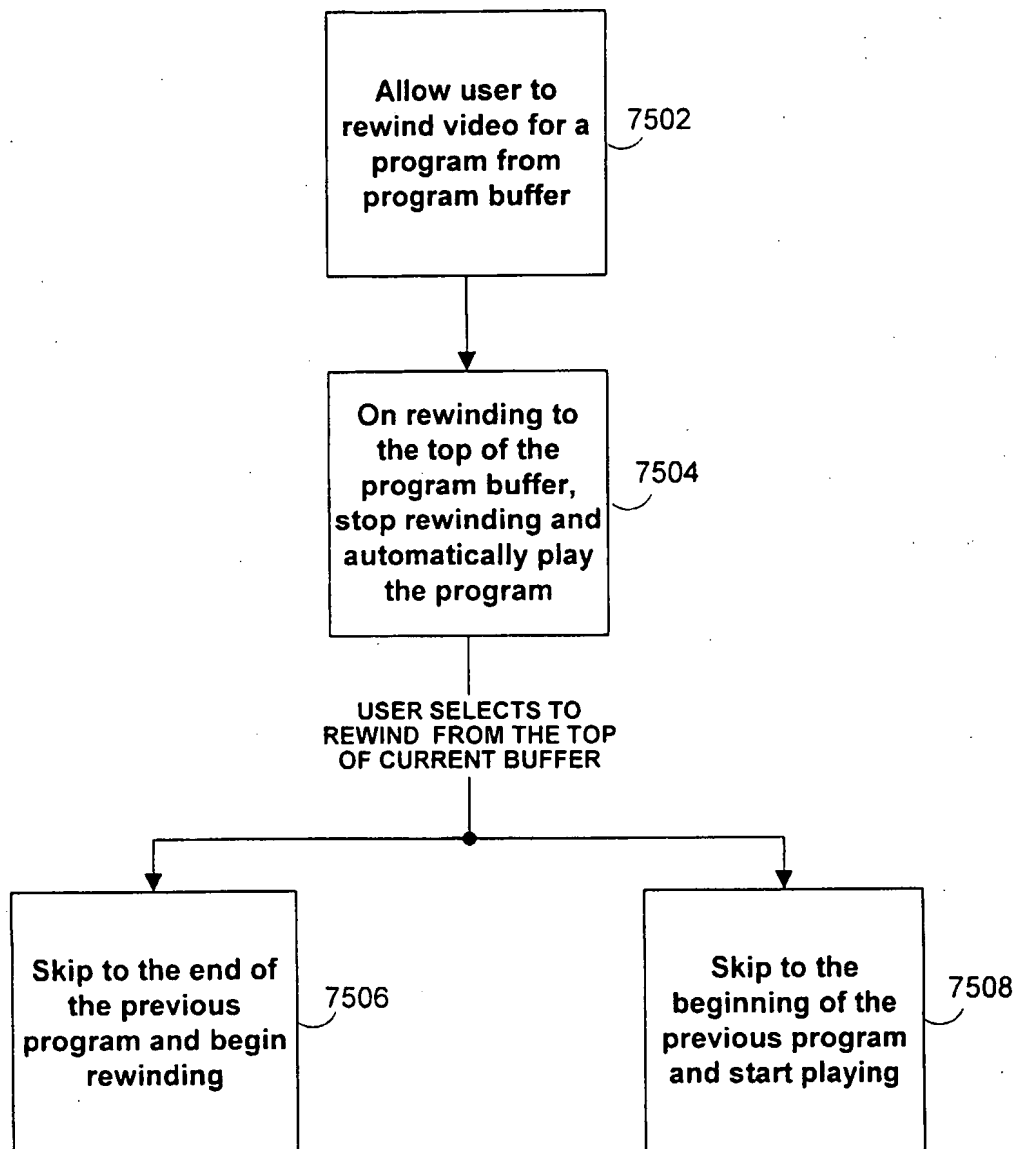 Allow user to
rewind video for a
program from
program buffer
7502
On rewinding to
the top of the
program buffer,
stop rewinding and
automatically play
the program
7504
USER SELECTS TO
REWIND FROM THE TOP
OF CURRENT BUFFER
Skip to the end of
the previous
program and begin
rewinding
7506
Skip to the
beginning of the
previous program
and start playing
7508